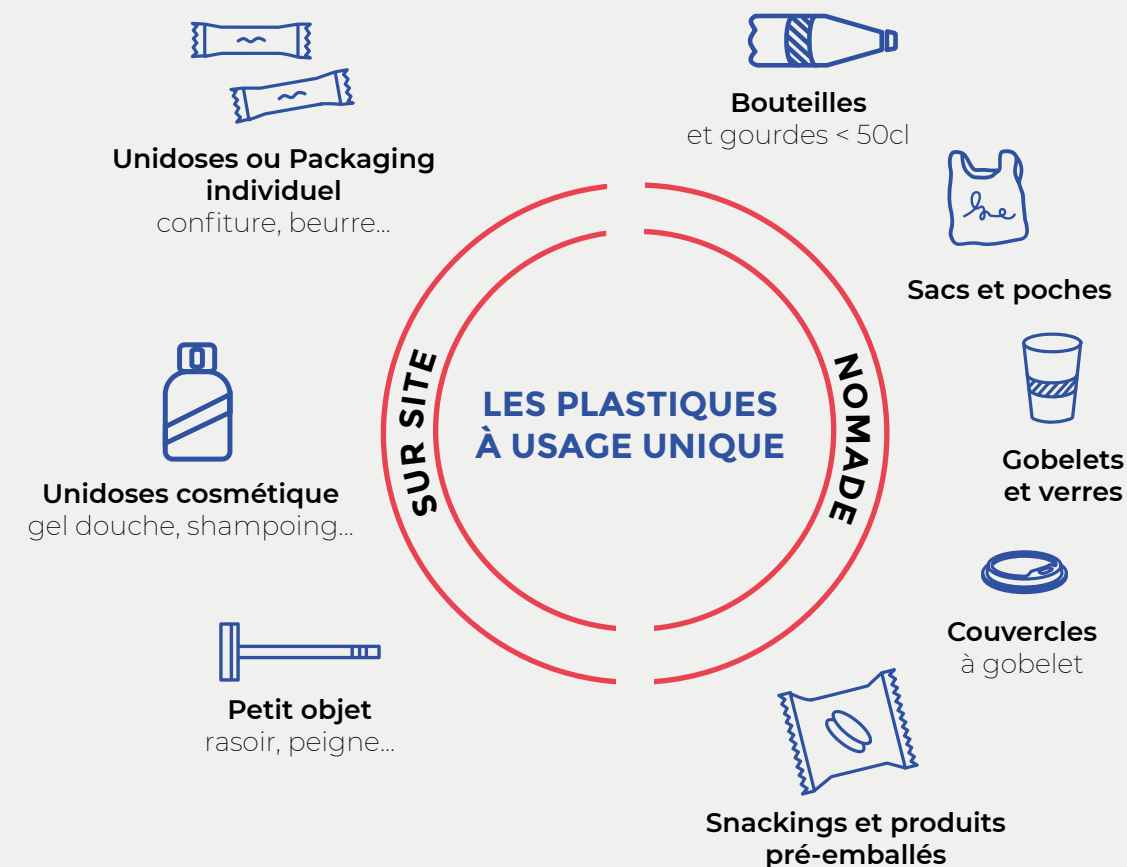 Unidoses ou Packaging
individuel
confiture, beurre...
Unidoses cosmétique
gel douche, shampoing...
Petit objet
rasoir, peigne...
SUR SITE
LES PLASTIQUES
À USAGE UNIQUE
NOMADE
Bouteilles
et gourdes < 50cl
Sacs et poches
Gobelets
et verres
Couvercles
à gobelet
Snackings et produits
pré-emballés